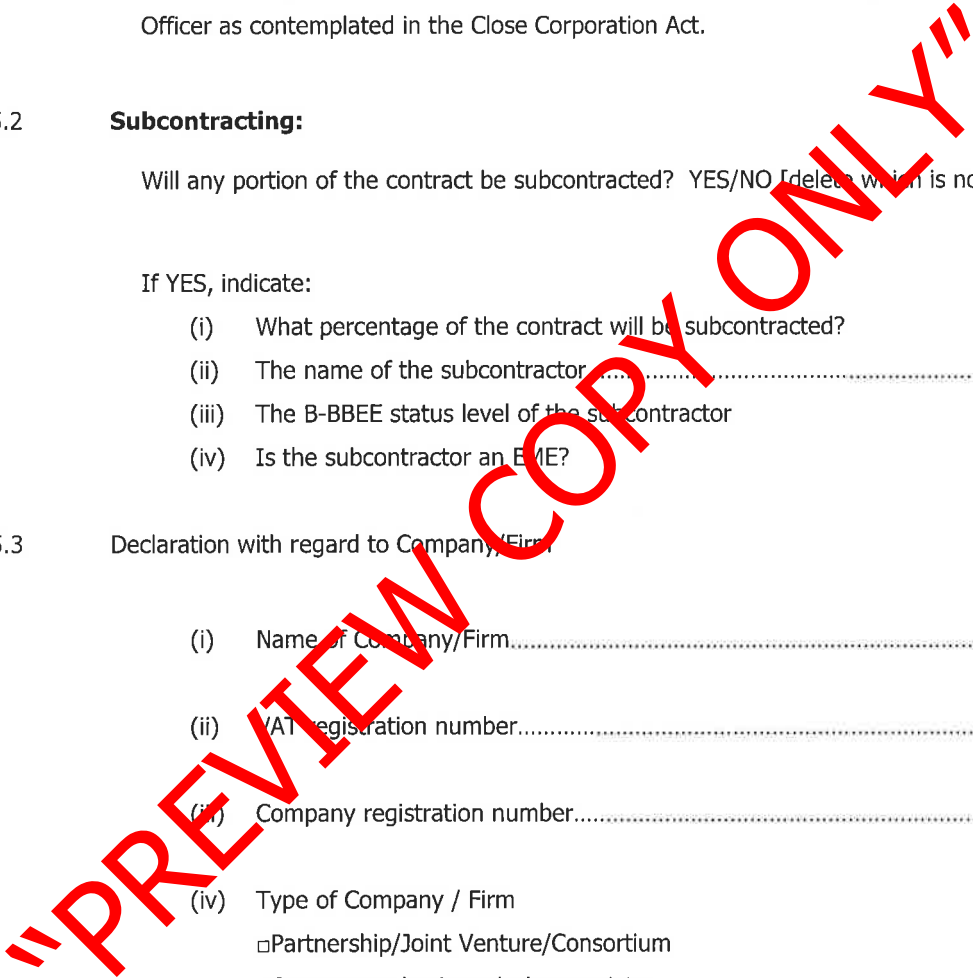 Officer as contemplated in the Close Corporation Act.
.2 Subcontracting:
Will any portion of the contract be subcontracted? YES/NO [delete which is
If YES, indicate:
(i) What percentage of the contract will be subcontracted?
(ii) The name of the subcontractor..........................................................
(iii) The B-BBEE status level of the subcontractor
(iv) Is the subcontractor an EME?
.3 Declaration with regard to Company/Firm
(i) Name of Company/Firm..........................................................
(ii) VAT registration number..........................................................
(iii) Company registration number..........................................................
(iv) Type of Company / Firm
□Partnership/Joint Venture/Consortium
"PREVIEW COPY ONLY"